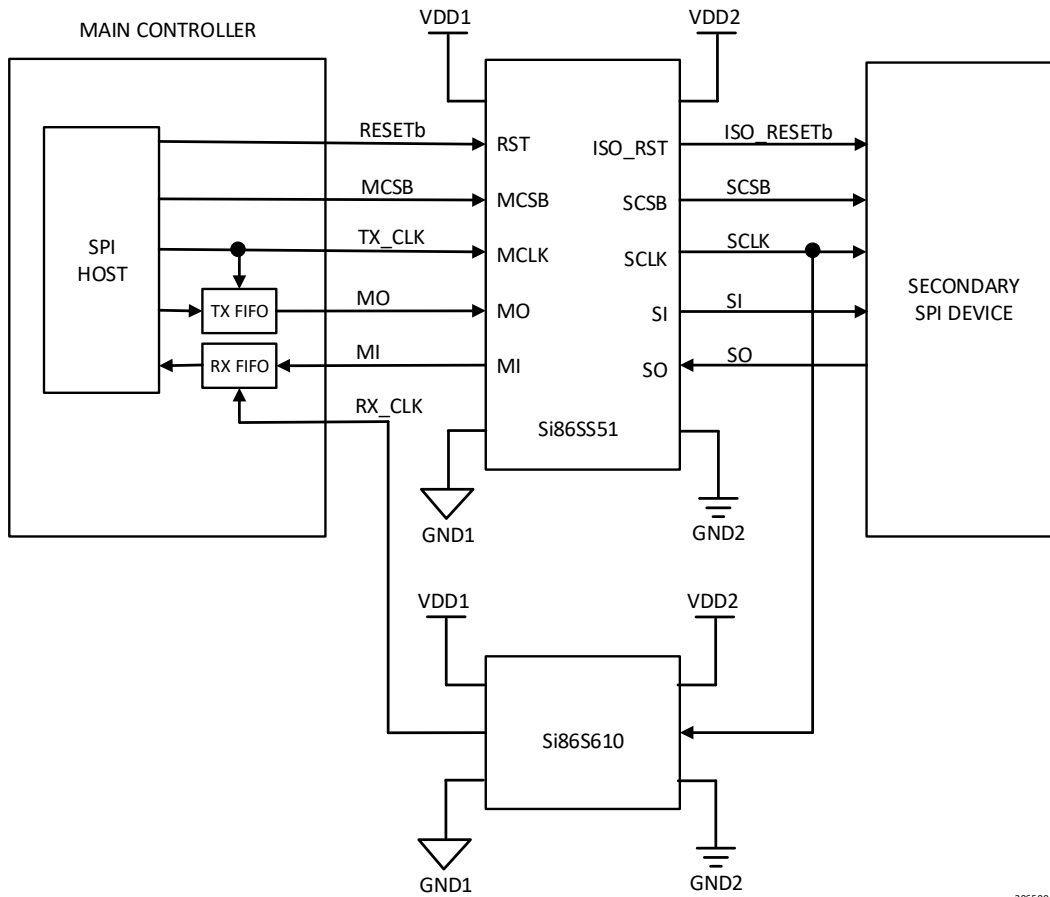 MAIN CONTROLLER
VDD1
VDD2
SPI
HOST
RESETb
MCSB
TX_CLK
TX FIFO
MO
RX FIFO
MI
RX_CLK
RST
MCSB
MCLK
MO
MI
ISO_RST
SCSB
SCLK
SI
SO
Si86SS51
ISO_RESETb
SCSB
SCLK
SI
SO
SECONDARY
SPI DEVICE
GND1
GND2
VDD1
VDD2
Si86S610
GND1
GND2